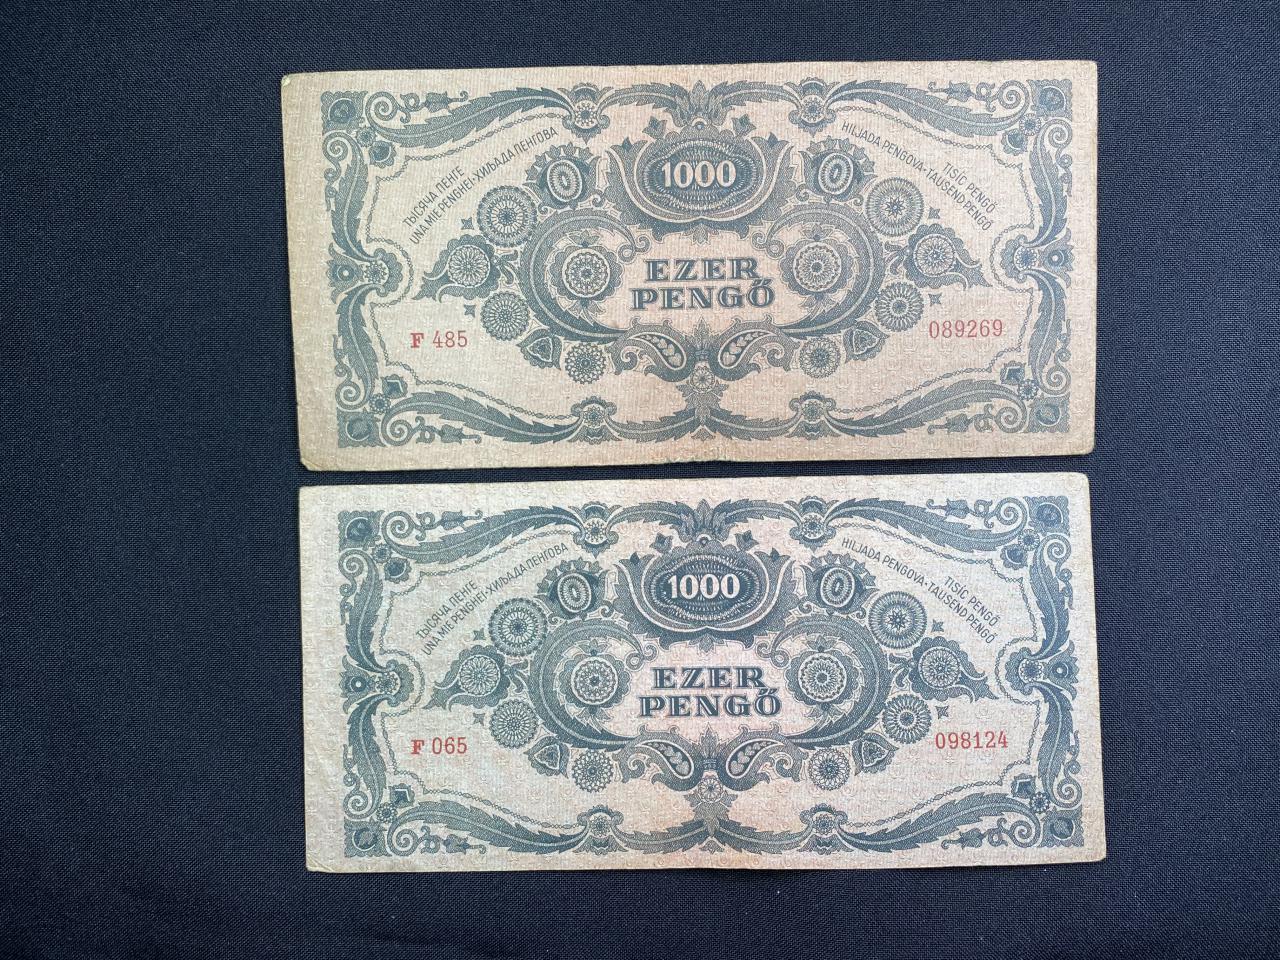 ТЫСЯЧА ПЕНГЕ
UNA MIE PENGHEI·ХИЉАДА ПЕНГОВА
1000
HILJADA PENGOVA·TAUSEND PENGŐ
TISÍC PENGŐ
EZER
PENGŐ
F 485
089269
ТЫСЯЧА ПЕНГЕ
UNA MIE PENGHEI·ХИЉАДА ПЕНГОВА
1000
HILJADA PENGOVA·TAUSEND PENGŐ
TISÍC PENGŐ
EZER
PENGŐ
F 065
098124